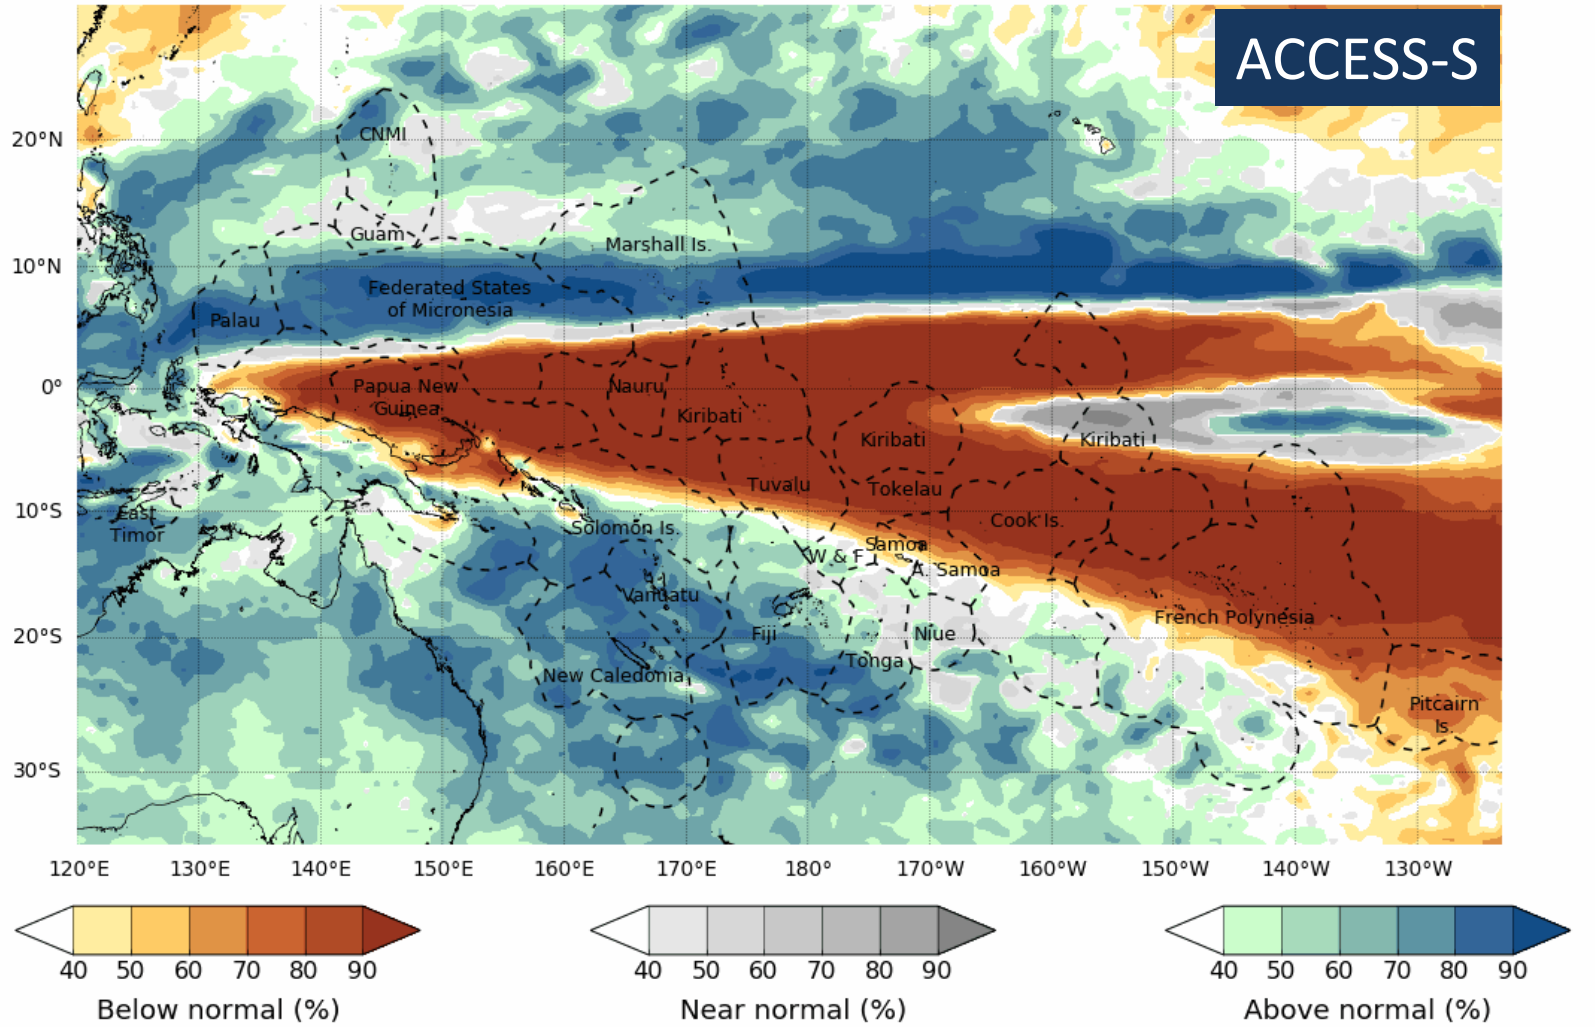 ACCESS-S
20°N
CNMI
Guam
Marshall Is.
10°N
Federated States
of Micronesia
Palau
0°
Papua New
Guinea
Nauru
Kiribati
Kiribati
Kiribati
Tuvalu
Tokelau
10°S
East
Timor
Solomon Is.
Cook Is.
W & F
Samoa
A. Samoa
Vanuatu
French Polynesia
20°S
Fiji
Niue
Tonga
New Caledonia
Pitcairn
Is.
30°S
120°E 130°E 140°E 150°E 160°E 170°E 180° 170°W 160°W 150°W 140°W 130°W
40 50 60 70 80 90
Below normal (%)
40 50 60 70 80 90
Near normal (%)
40 50 60 70 80 90
Above normal (%)